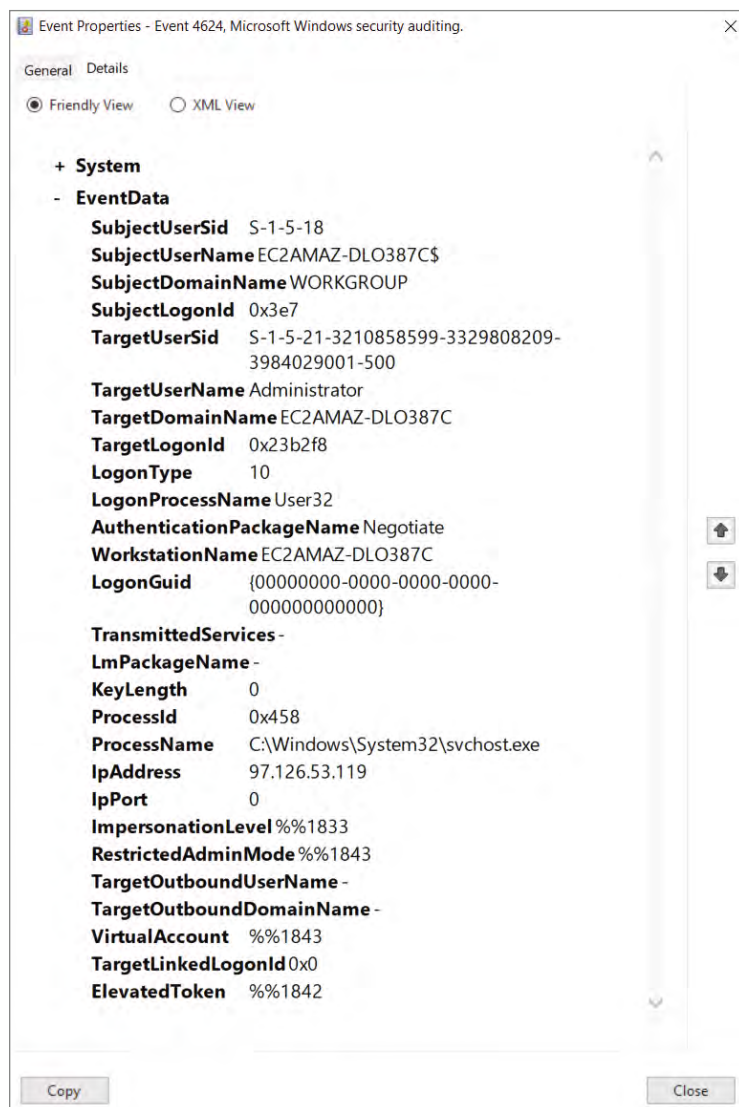 Event Properties - Event 4624, Microsoft Windows security auditing.
General Details
Friendly View XML View
+ System
- EventData
SubjectUserSid S-1-5-18
SubjectUserName EC2AMAZ-DLO387C$
SubjectDomainName WORKGROUP
SubjectLogonId 0x3e7
TargetUserSid S-1-5-21-3210858599-3329808209-
3984029001-500
TargetUserName Administrator
TargetDomainName EC2AMAZ-DLO387C
TargetLogonId 0x23b2f8
LogonType 10
LogonProcessName User32
AuthenticationPackageName Negotiate
WorkstationName EC2AMAZ-DLO387C
LogonGuid {00000000-0000-0000-0000-
000000000000}
TransmittedServices -
LmPackageName -
KeyLength 0
ProcessId 0x458
ProcessName C:\Windows\System32\svchost.exe
IpAddress 97.126.53.119
IpPort 0
ImpersonationLevel %%1833
RestrictedAdminMode %%1843
TargetOutboundUserName -
TargetOutboundDomainName -
VirtualAccount %%1843
TargetLinkedLogonId 0x0
ElevatedToken %%1842
Copy Close